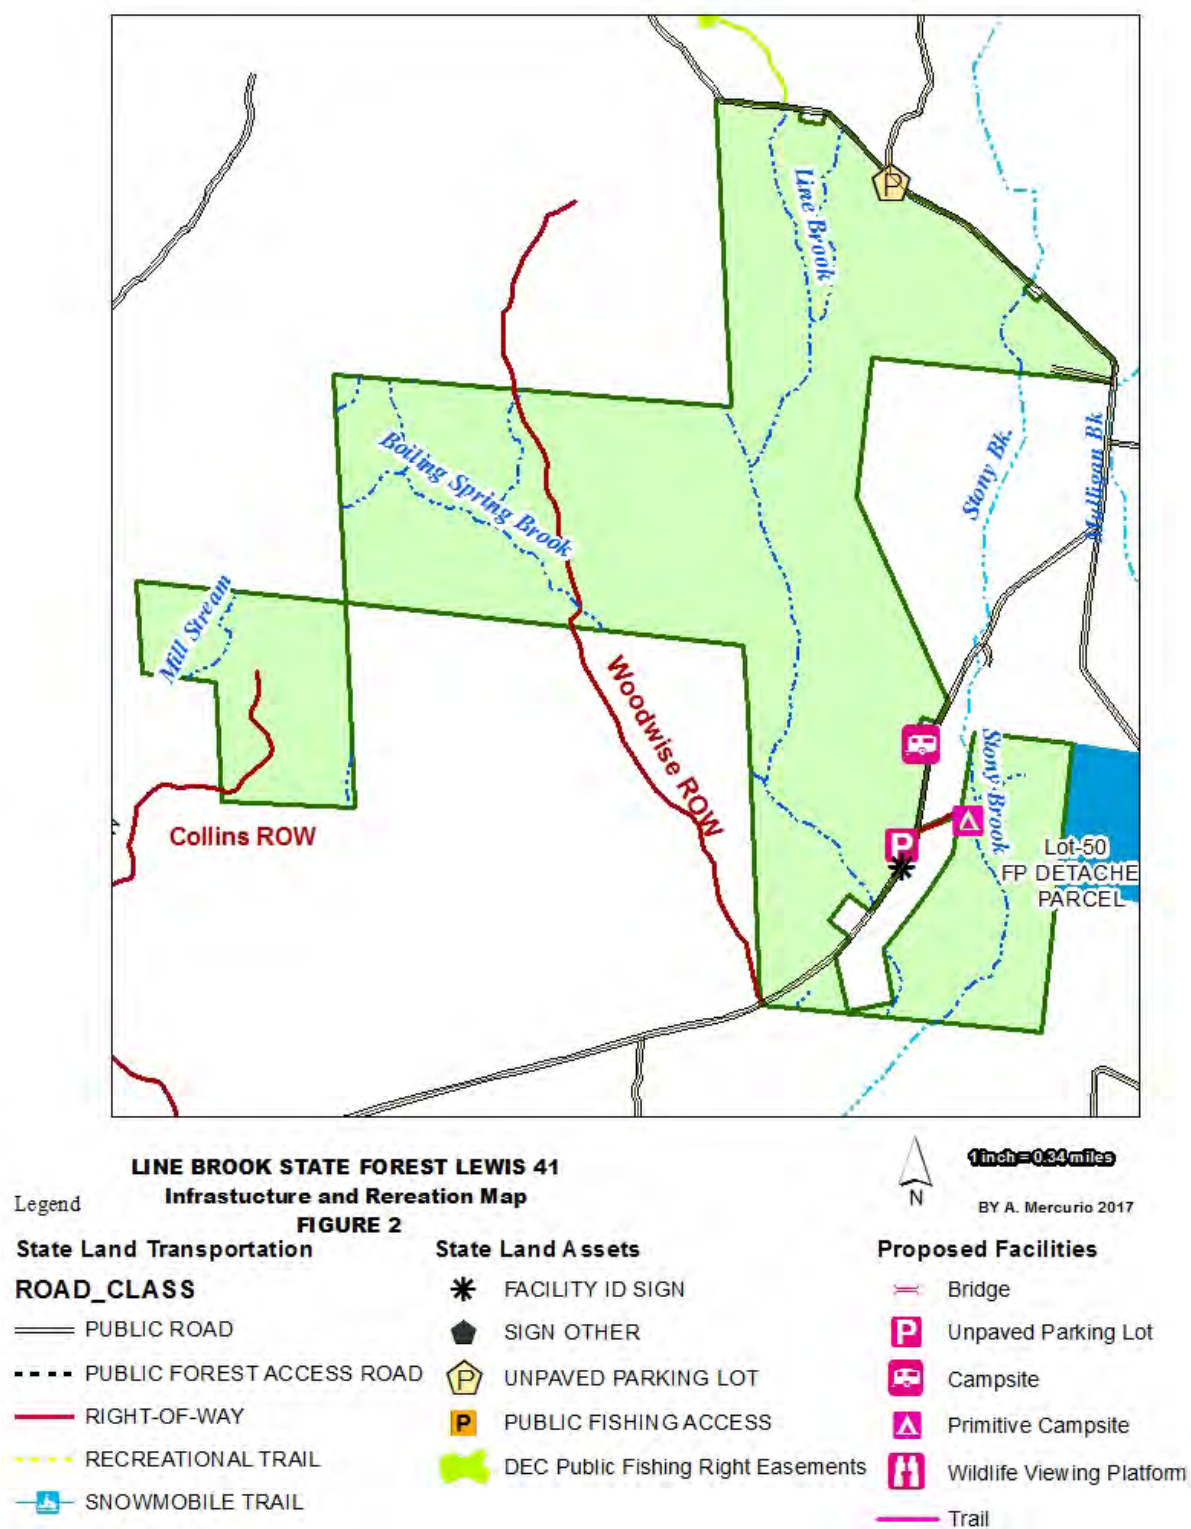 Line Brook
Boiling Spring Brook
Stony Bk.
Mulligan Bk
Mill Stream
Woodwise ROW
Collins ROW
Stony Brook
P
P
Lot-50
FP DETACHE
PARCEL
LINE BROOK STATE FOREST LEWIS 41
Infrastucture and Rereation Map
FIGURE 2
N
1 inch = 0.34 miles
BY A. Mercurio 2017
Legend
State Land Transportation
ROAD_CLASS
PUBLIC ROAD
PUBLIC FOREST ACCESS ROAD
RIGHT-OF-WAY
RECREATIONAL TRAIL
SNOWMOBILE TRAIL
State Land Assets
FACILITY ID SIGN
SIGN OTHER
P UNPAVED PARKING LOT
P PUBLIC FISHING ACCESS
DEC Public Fishing Right Easements
Proposed Facilities
Bridge
P Unpaved Parking Lot
Campsite
Primitive Campsite
Wildlife Viewing Platform
Trail